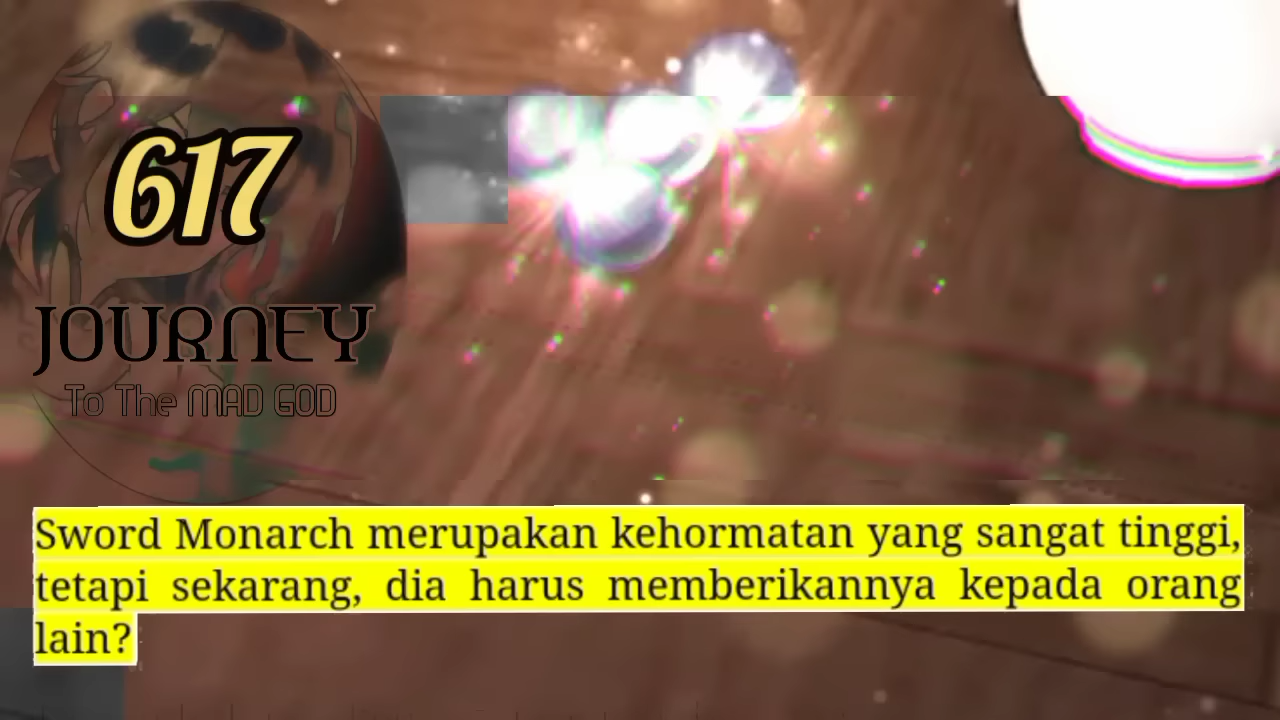 617
JOURNEY
To The MAD GOD
Sword Monarch merupakan kehormatan yang sangat tinggi,
tetapi sekarang, dia harus memberikannya kepada orang
lain?